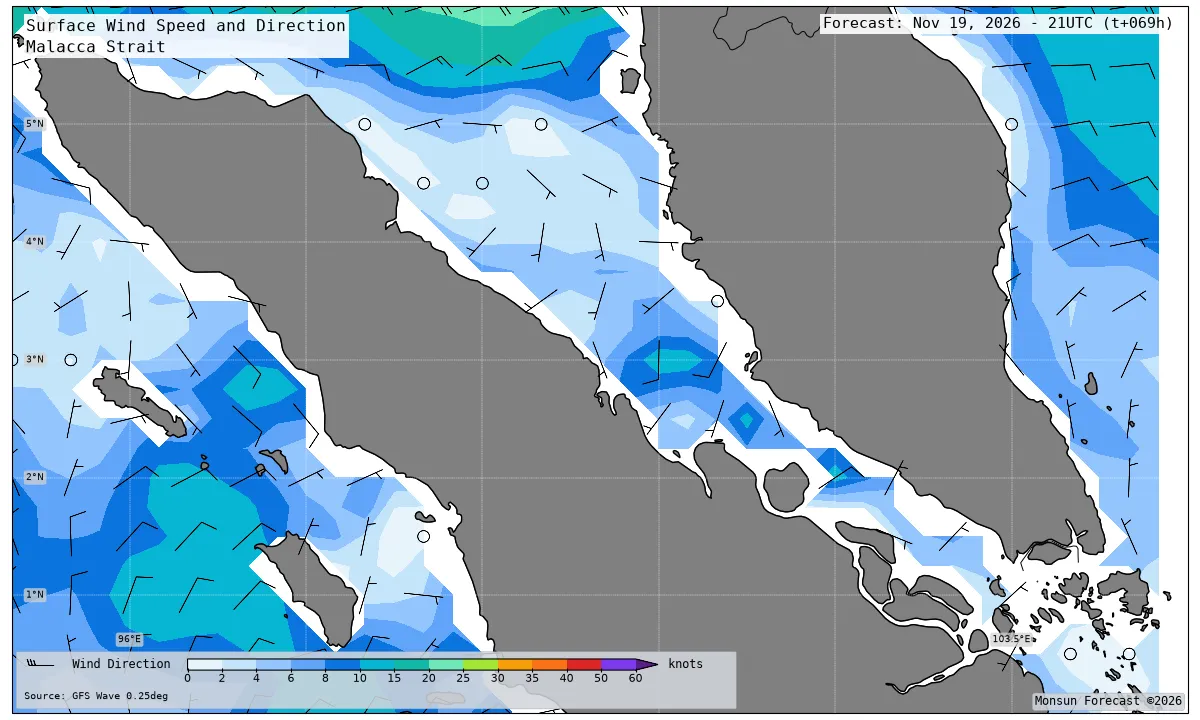 Surface Wind Speed and Direction
Malacca Strait
Forecast: Nov 19, 2026 - 21UTC (t+069h)
5°N
4°N
3°N
2°N
1°N
96°E
103.5°E
Wind Direction
knots
0 2 4 6 8 10 15 20 25 30 35 40 50 60
Source: GFS Wave 0.25deg
Monsun Forecast ©2026